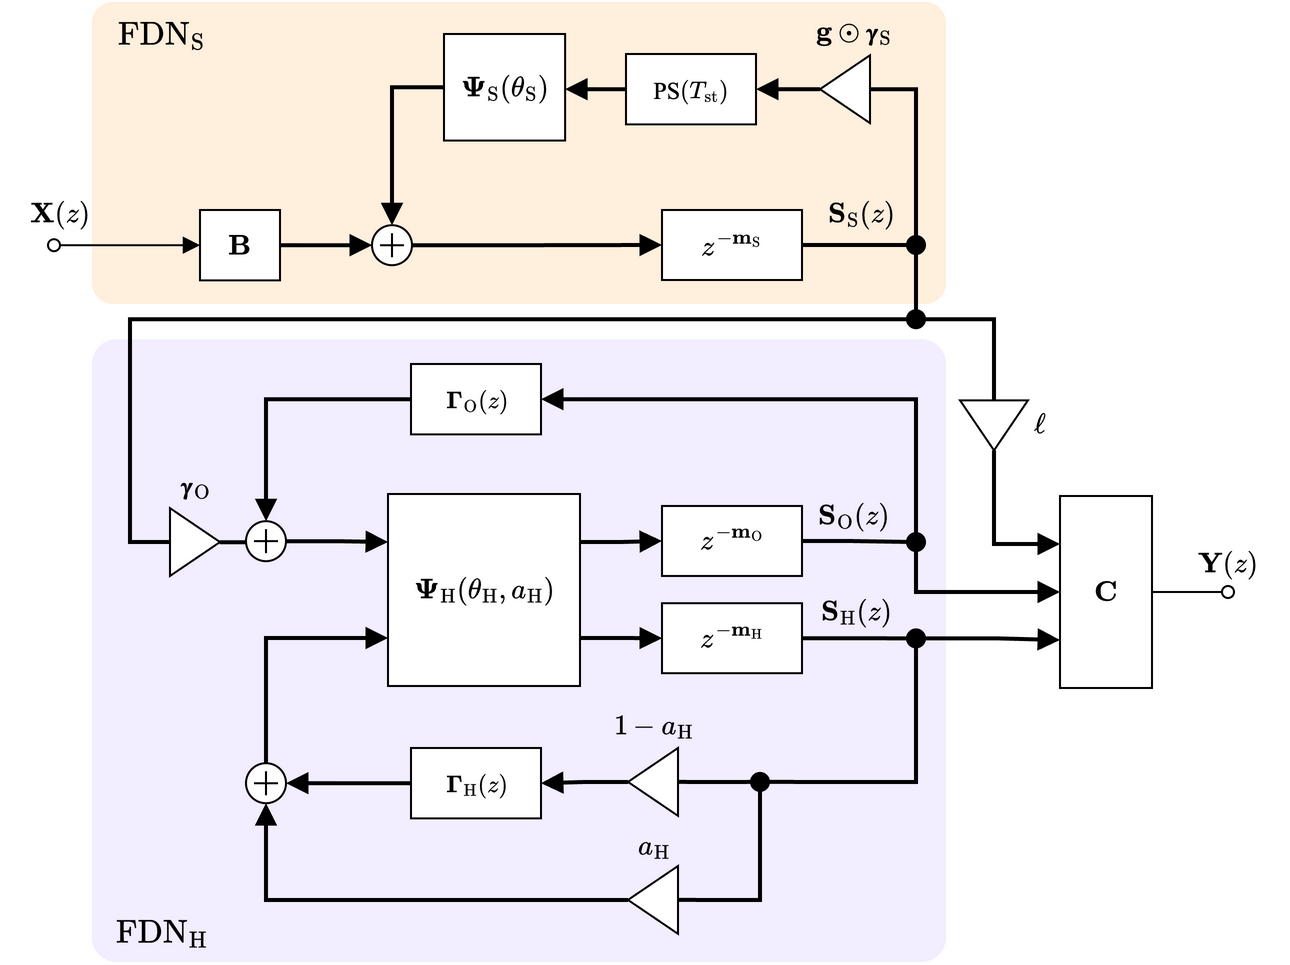 FDN_S
g ⊙ γ_S
Ψ_S(θ_S)
PS(T_st)
X(z)
B
+
z^{-m_S}
S_S(z)
Γ_O(z)
ℓ
γ_O
+
Ψ_H(θ_H, a_H)
z^{-m_O}
S_O(z)
z^{-m_H}
S_H(z)
C
Y(z)
1 − a_H
+
Γ_H(z)
a_H
FDN_H